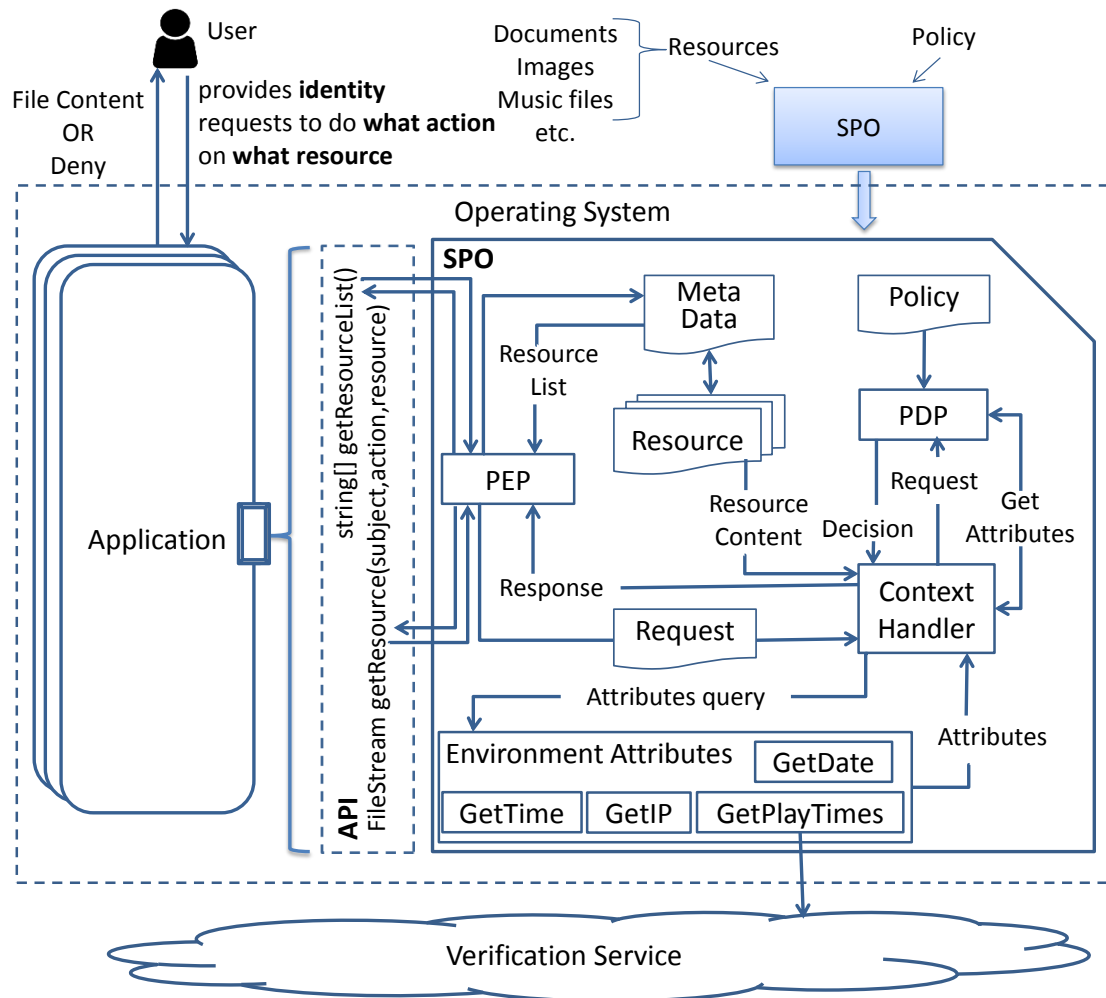 User
File Content
OR
Deny
provides identity
requests to do what action
on what resource
Documents
Images
Music files
etc.
Resources
Policy
SPO
Operating System
Application
API
string[] getResourceList()
FileStream getResource(subject,action,resource)
SPO
Meta
Data
Policy
Resource
List
Resource
PDP
PEP
Request
Resource
Content
Decision
Get
Attributes
Response
Context
Handler
Request
Attributes query
Attributes
Environment Attributes
GetDate
GetTime
GetIP
GetPlayTimes
Verification Service